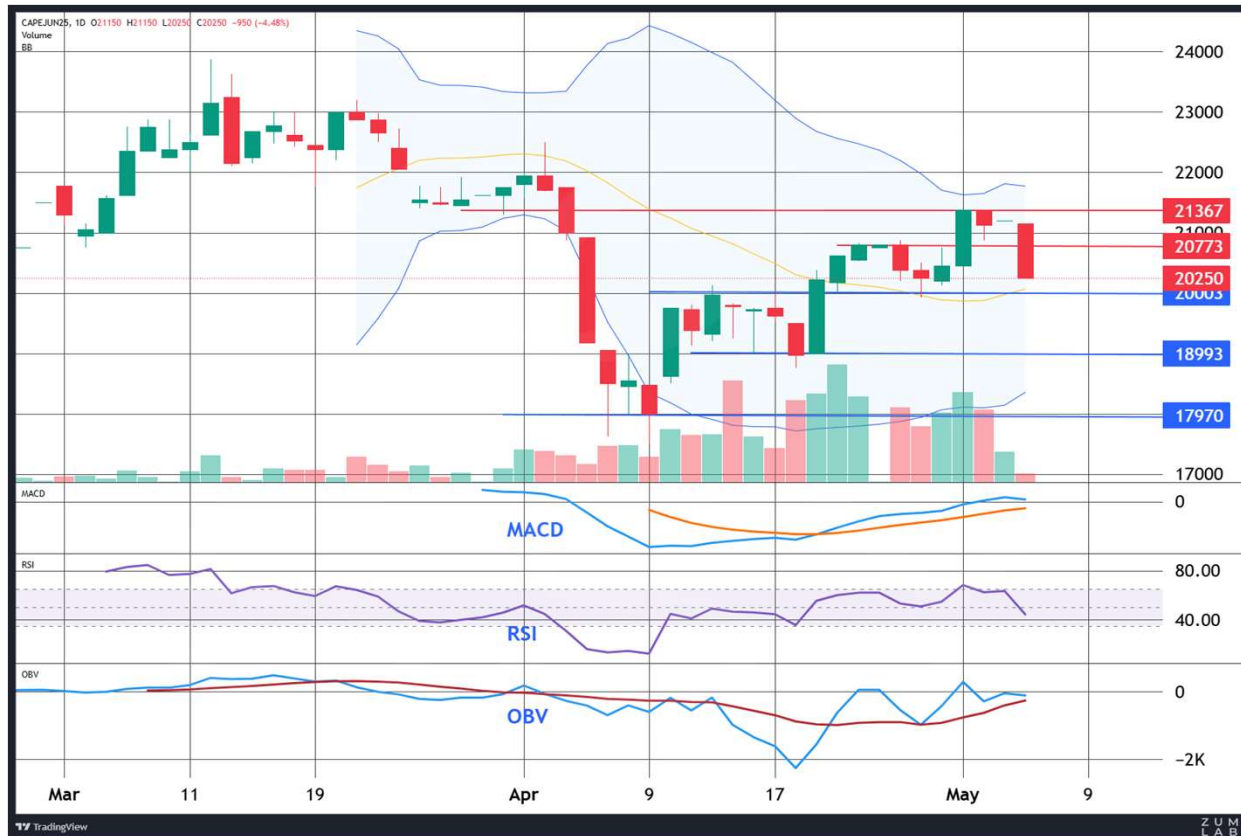 CAPEJUN25, 1D O21150 H21150 L20250 C20250 -950 (-4.48%)
Volume
BB
24000
23000
22000
21367
21000
20773
20250
20003
18993
17970
17000
MACD
0
MACD
RSI
80.00
40.00
RSI
OBV
0
OBV
-2K
Mar 11 19 Apr 9 17 May 9
TradingView
ZUM
LAB